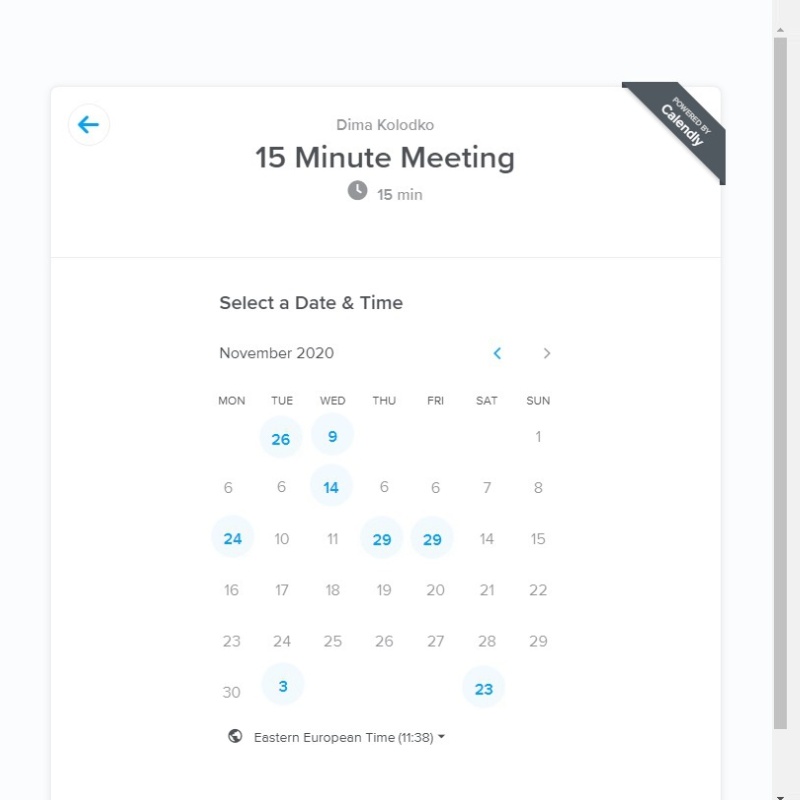 POWERED BY
Calendly
Dima Kolodko
15 Minute Meeting
15 min
Select a Date & Time
November 2020
MON TUE WED THU FRI SAT SUN
26 9 1
6 6 14 6 6 7 8
24 10 11 29 29 14 15
16 17 18 19 20 21 22
23 24 25 26 27 28 29
30 3 23
Eastern European Time (11:38)